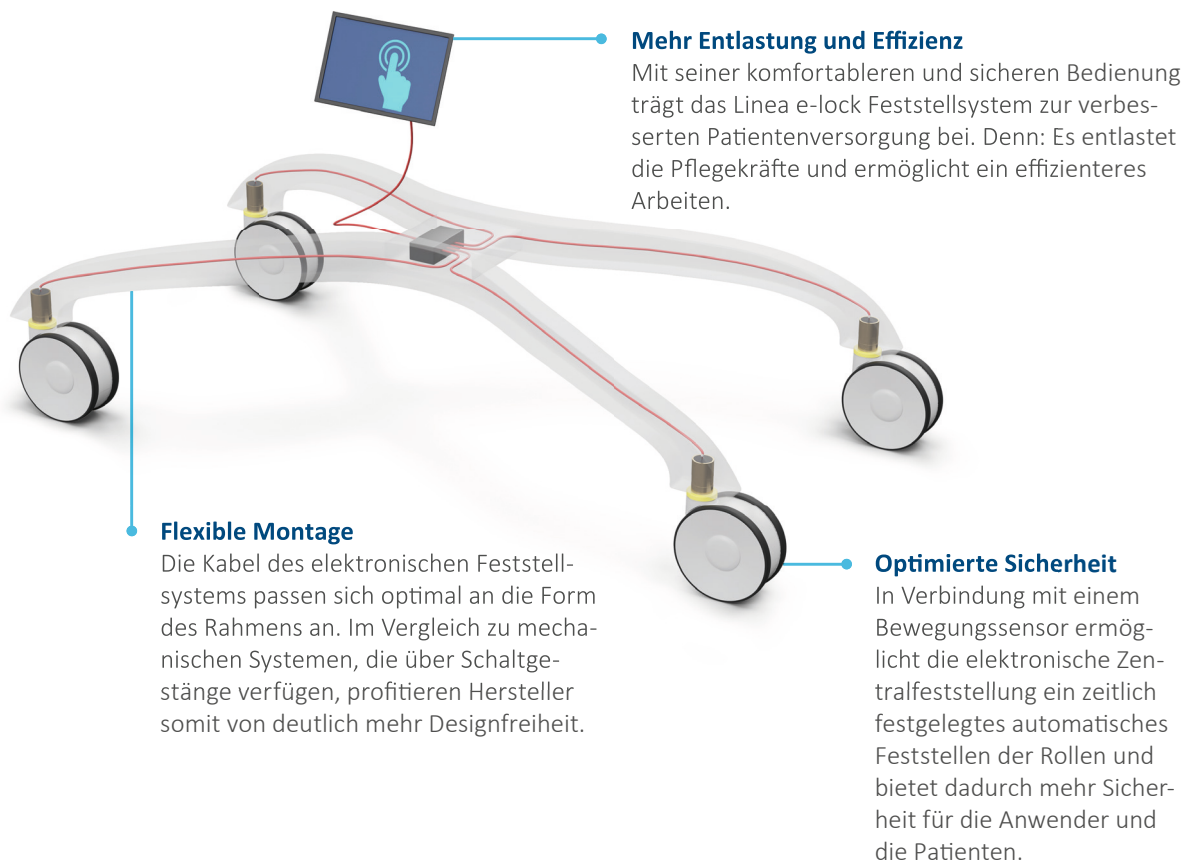 Mehr Entlastung und Effizienz
Mit seiner komfortableren und sicheren Bedienung
trägt das Linea e-lock Feststellsystem zur verbes-
serten Patientenversorgung bei. Denn: Es entlastet
die Pflegekräfte und ermöglicht ein effizienteres
Arbeiten.
Flexible Montage
Die Kabel des elektronischen Feststell-
systems passen sich optimal an die Form
des Rahmens an. Im Vergleich zu mecha-
nischen Systemen, die über Schaltge-
stänge verfügen, profitieren Hersteller
somit von deutlich mehr Designfreiheit.
Optimierte Sicherheit
In Verbindung mit einem
Bewegungssensor ermög-
licht die elektronische Zen-
tralfeststellung ein zeitlich
festgelegtes automatisches
Feststellen der Rollen und
bietet dadurch mehr Sicher-
heit für die Anwender und
die Patienten.